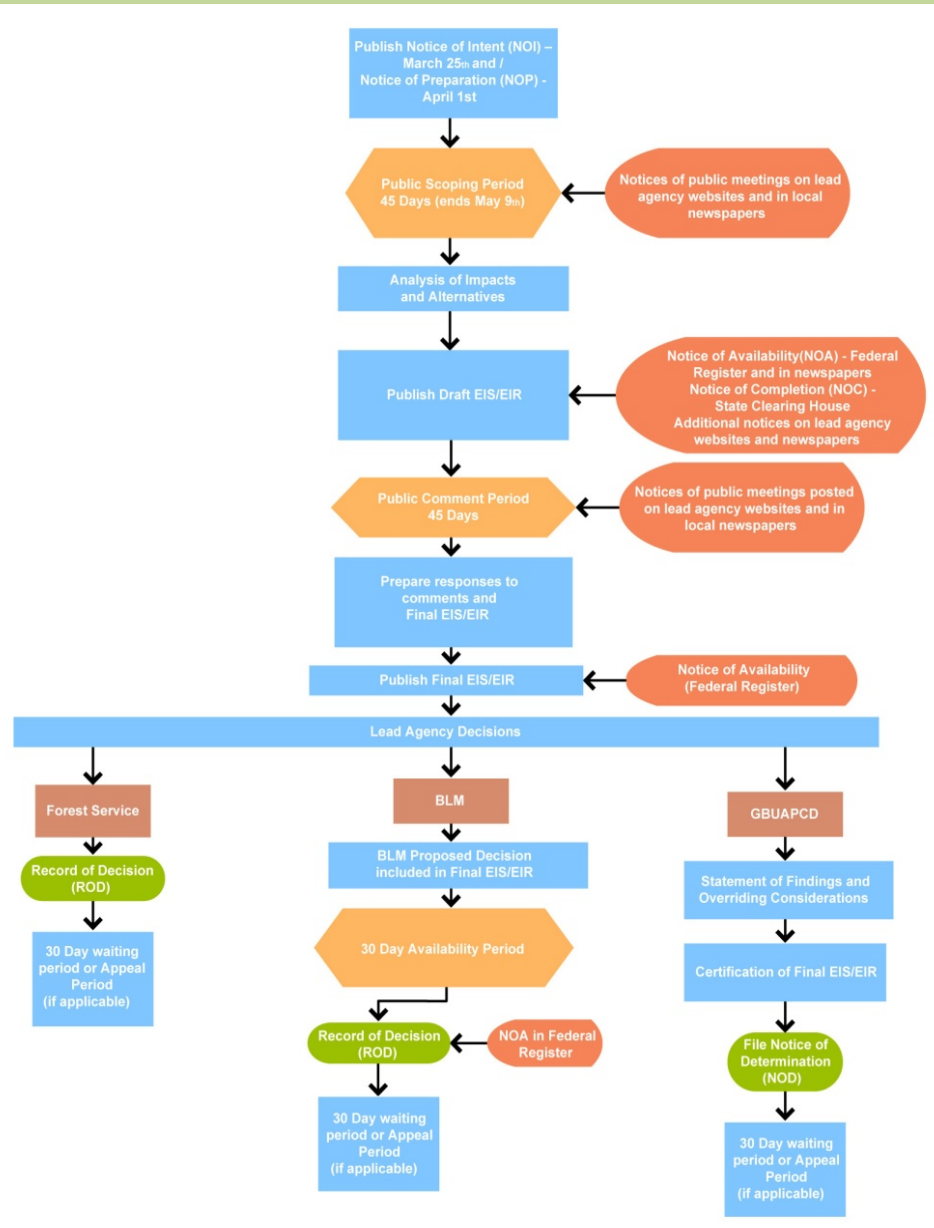 Publish Notice of Intent (NOI) –
March 25th and /
Notice of Preparation (NOP) -
April 1st
Public Scoping Period
45 Days (ends May 9th)
Notices of public meetings on lead
agency websites and in local
newspapers
Analysis of Impacts
and Alternatives
Publish Draft EIS/EIR
Notice of Availability(NOA) - Federal
Register and in newspapers
Notice of Completion (NOC) -
State Clearing House
Additional notices on lead agency
websites and newspapers
Public Comment Period
45 Days
Notices of public meetings posted
on lead agency websites and in
local newspapers
Prepare responses to
comments and
Final EIS/EIR
Publish Final EIS/EIR
Notice of Availability
(Federal Register)
Lead Agency Decisions
Forest Service
Record of Decision
(ROD)
30 Day waiting
period or Appeal
Period
(if applicable)
BLM
BLM Proposed Decision
included in Final EIS/EIR
30 Day Availability Period
Record of Decision
(ROD)
NOA in Federal
Register
30 Day waiting
period or Appeal
Period
(if applicable)
GBUAPCD
Statement of Findings and
Overriding Considerations
Certification of Final EIS/EIR
File Notice of
Determination
(NOD)
30 Day waiting
period or Appeal
Period
(if applicable)